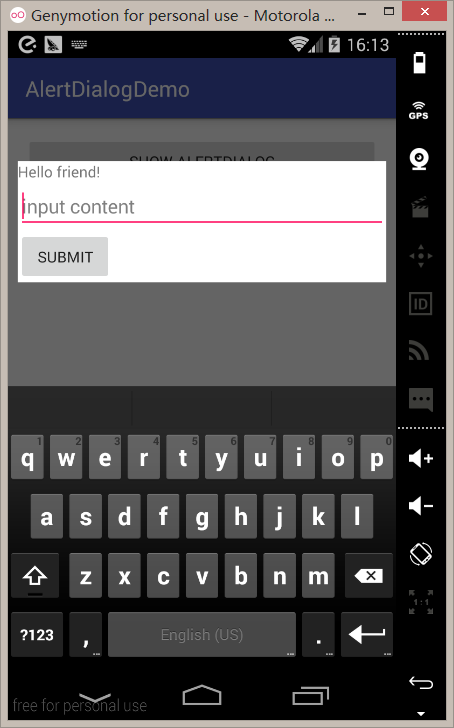 Genymotion for personal use - Motorola ...
16:13
AlertDialogDemo
SHOW ALERTDIALOG
Hello friend!
input content
SUBMIT
GPS
ID
1 2 3 4 5 6 7 8 9 0
q w e r t y u i o p
a s d f g h j k l
z x c v b n m
1:1
?123 , English (US) . 
free for personal use